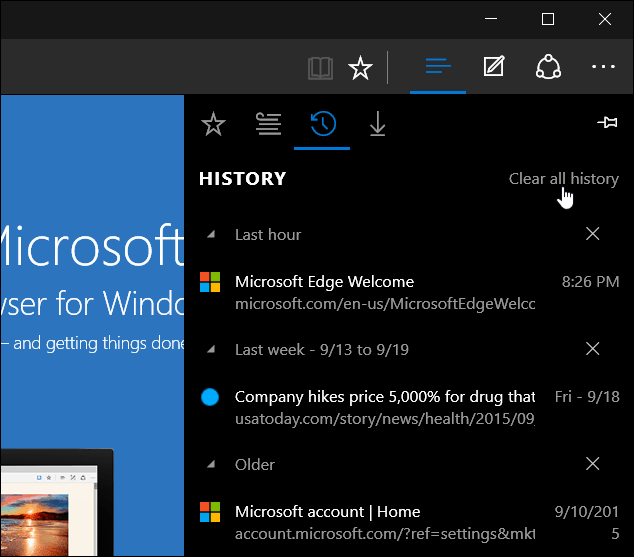 HISTORY
Clear all history
Last hour
Microsoft Edge Welcome
8:26 PM
microsoft.com/en-us/MicrosoftEdgeWelcc
Last week - 9/13 to 9/19
Company hikes price 5,000% for drug that
Fri - 9/18
usatoday.com/story/news/health/2015/09
Older
Microsoft account | Home
9/10/201
account.microsoft.com/?ref=settings&mkt
5
Microsoft
wser for Windo
– and getting things done